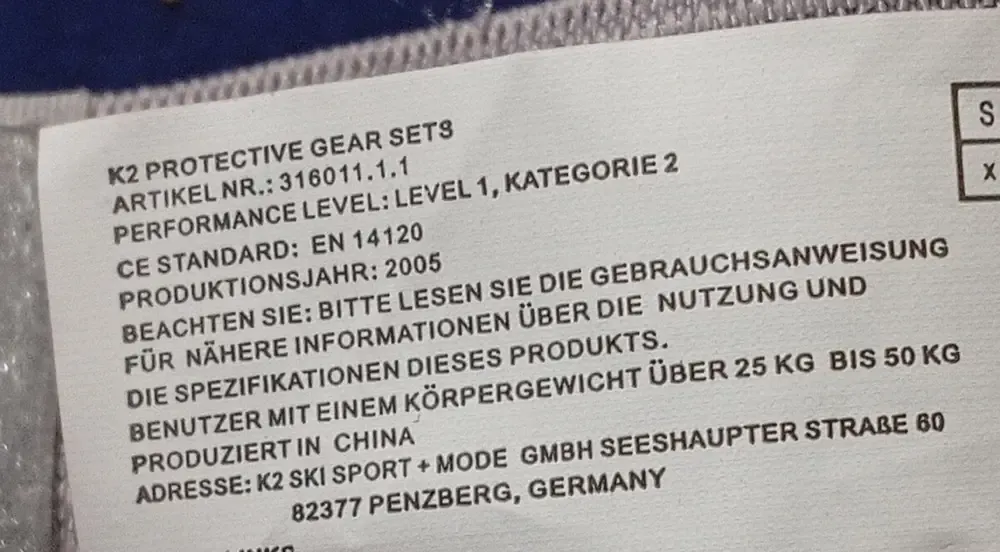 K2 PROTECTIVE GEAR SETS
ARTIKEL NR.: 316011.1.1
PERFORMANCE LEVEL: LEVEL 1, KATEGORIE 2
CE STANDARD: EN 14120
PRODUKTIONSJAHR: 2005
BEACHTEN SIE: BITTE LESEN SIE DIE GEBRAUCHSANWEISUNG
FÜR NÄHERE INFORMATIONEN ÜBER DIE NUTZUNG UND
DIE SPEZIFIKATIONEN DIESES PRODUKTS.
BENUTZER MIT EINEM KÖRPERGEWICHT ÜBER 25 KG BIS 50 KG
PRODUZIERT IN CHINA
ADRESSE: K2 SKI SPORT + MODE GMBH SEESHAUPTER STRAßE 60
82377 PENZBERG, GERMANY
S
X